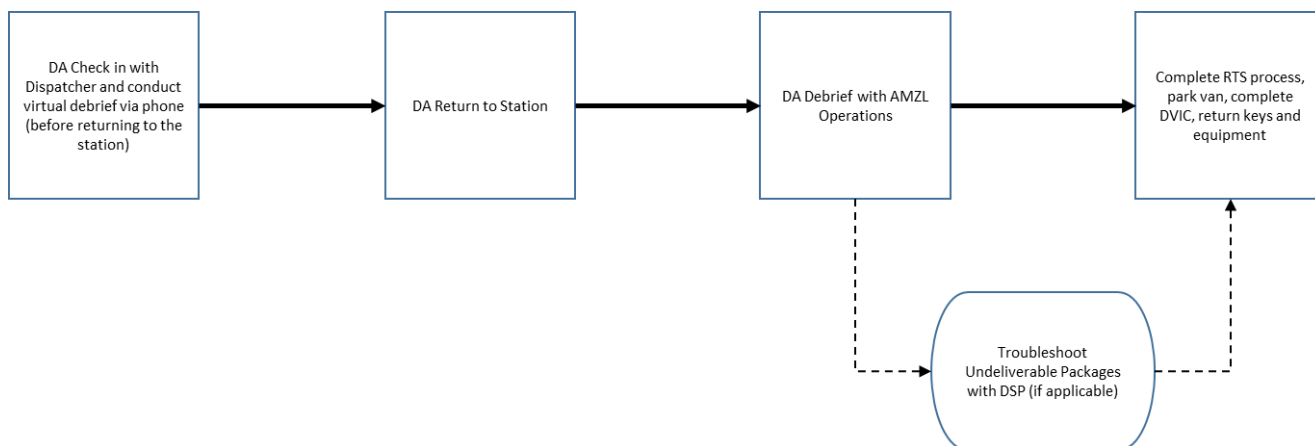 DA Check in with
Dispatcher and conduct
virtual debrief via phone
(before returning to the
station)
DA Return to Station
DA Debrief with AMZL
Operations
Complete RTS process,
park van, complete
DVIC, return keys and
equipment
Troubleshoot
Undeliverable Packages
with DSP (if applicable)